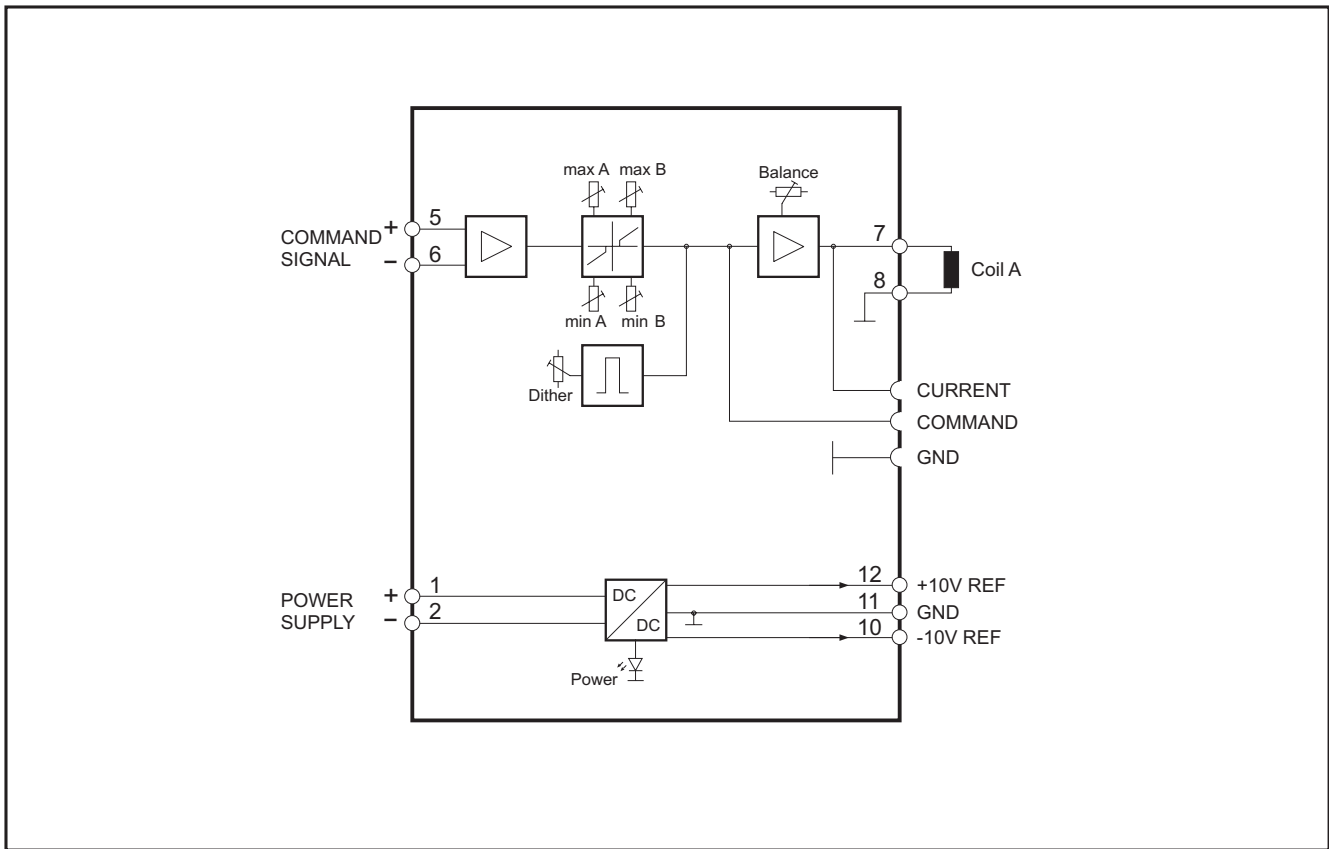 max A max B
Balance
COMMAND SIGNAL
+ 5
− 6
min A min B
Dither
7
8
Coil A
CURRENT
COMMAND
GND
POWER SUPPLY
+ 1
− 2
DC
DC
Power
12 +10V REF
11 GND
10 -10V REF